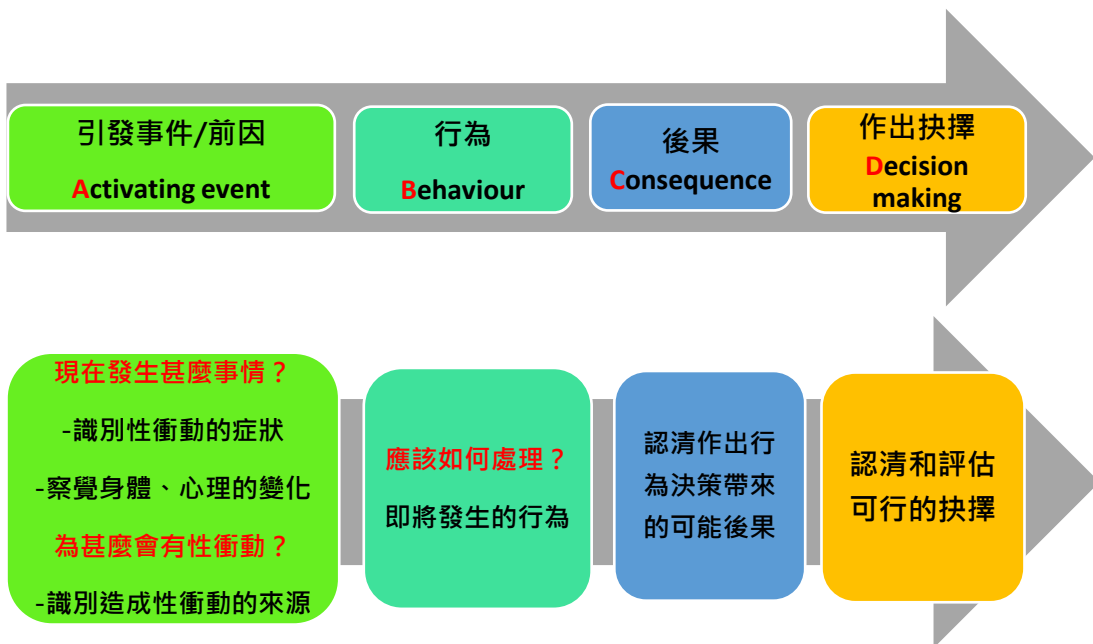 引發事件/前因
Activating event
行為
Behaviour
後果
Consequence
作出抉擇
Decision
making
現在發生甚麼事情？
-識別性衝動的症狀
-察覺身體、心理的變化
為甚麼會有性衝動？
-識別造成性衝動的來源
應該如何處理？
即將發生的行為
認清作出行
為決策帶來
的可能後果
認清和評估
可行的抉擇